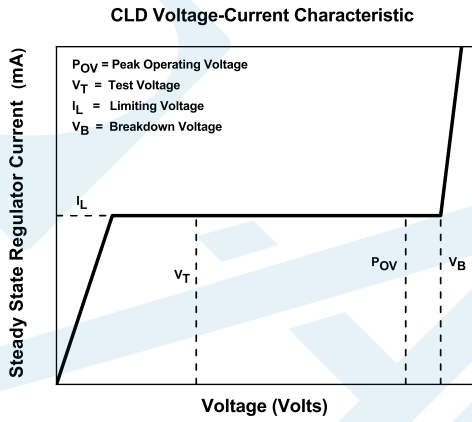 CLD Voltage-Current Characteristic
Steady State Regulator Current (mA)
POV = Peak Operating Voltage
VT = Test Voltage
IL = Limiting Voltage
VB = Breakdown Voltage
IL
VT
POV
VB
Voltage (Volts)